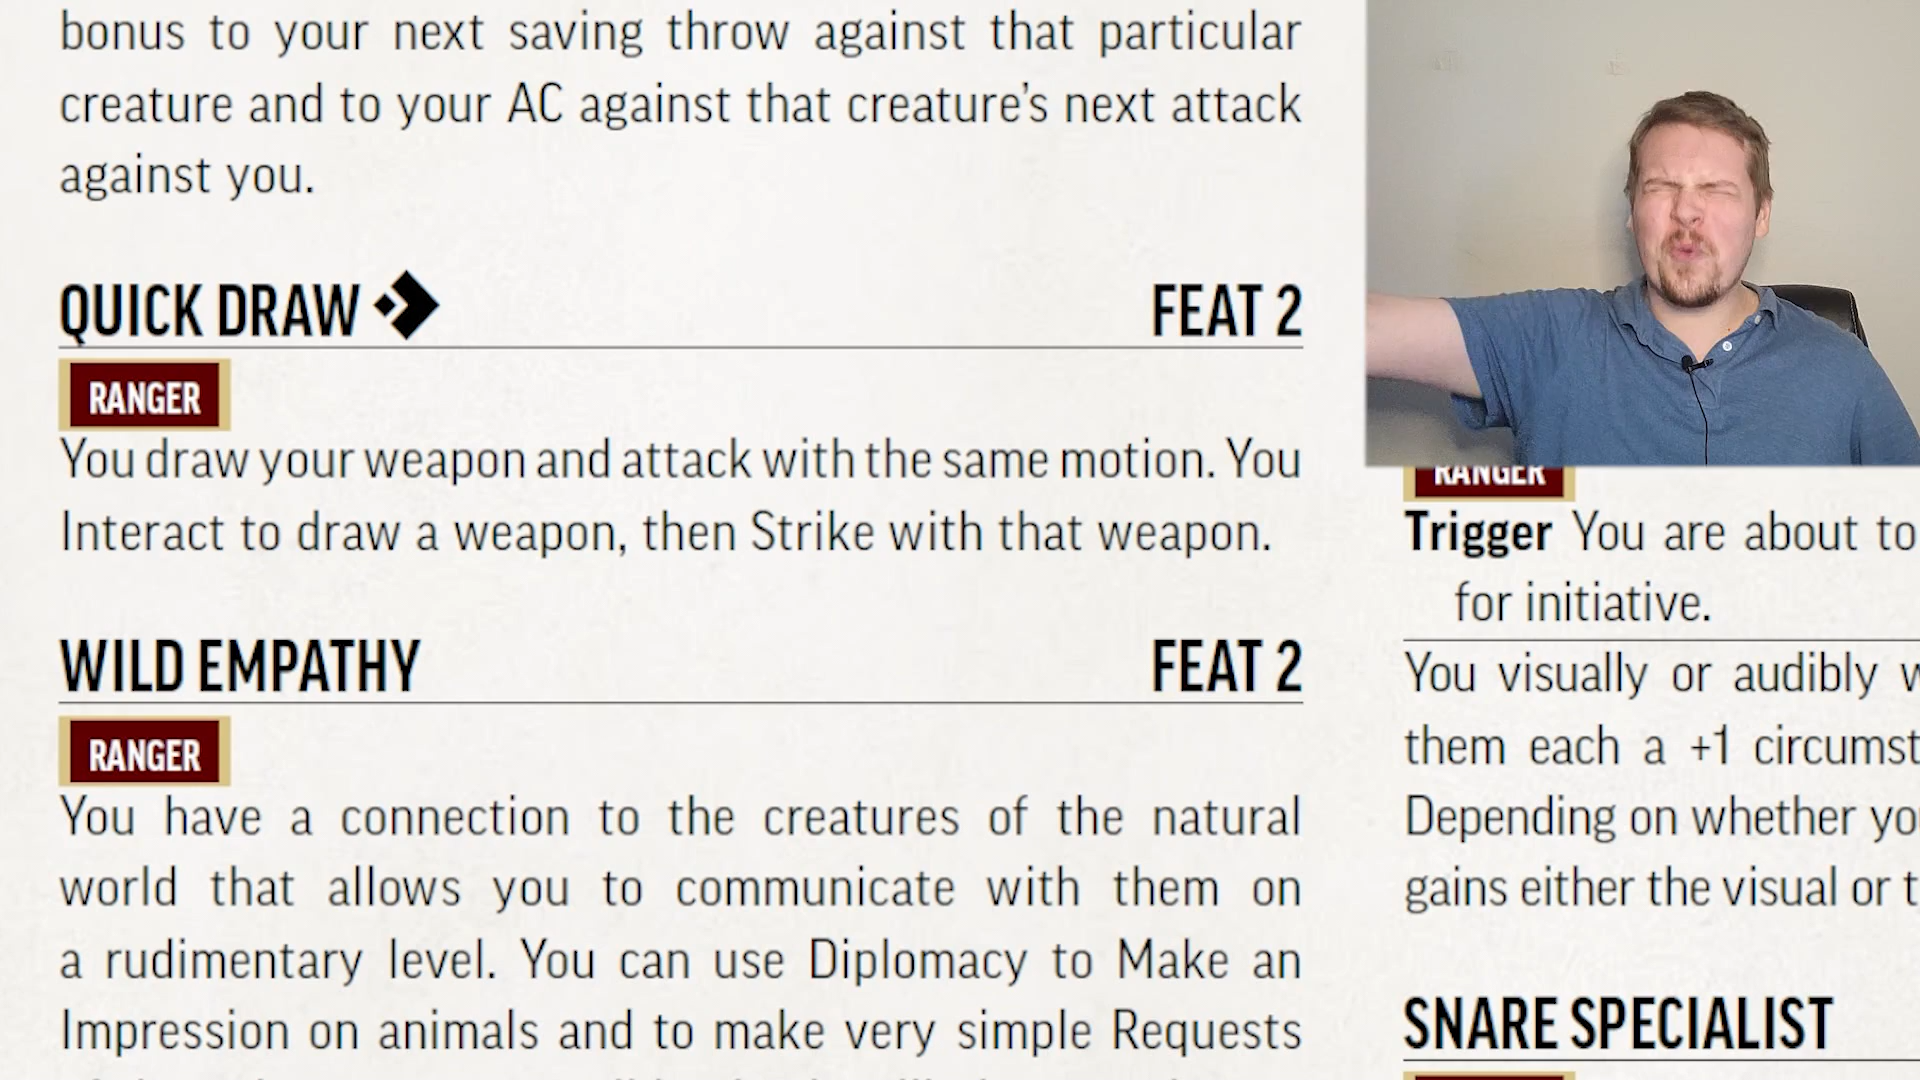 bonus to your next saving throw against that particular
creature and to your AC against that creature’s next attack
against you.
QUICK DRAW
FEAT 2
RANGER
You draw your weapon and attack with the same motion. You
Interact to draw a weapon, then Strike with that weapon.
WILD EMPATHY
FEAT 2
RANGER
You have a connection to the creatures of the natural
world that allows you to communicate with them on
a rudimentary level. You can use Diplomacy to Make an
Impression on animals and to make very simple Requests
RANGER
Trigger You are about to
for initiative.
You visually or audibly
them each a +1 circumst
Depending on whether yo
gains either the visual or t
SNARE SPECIALIST